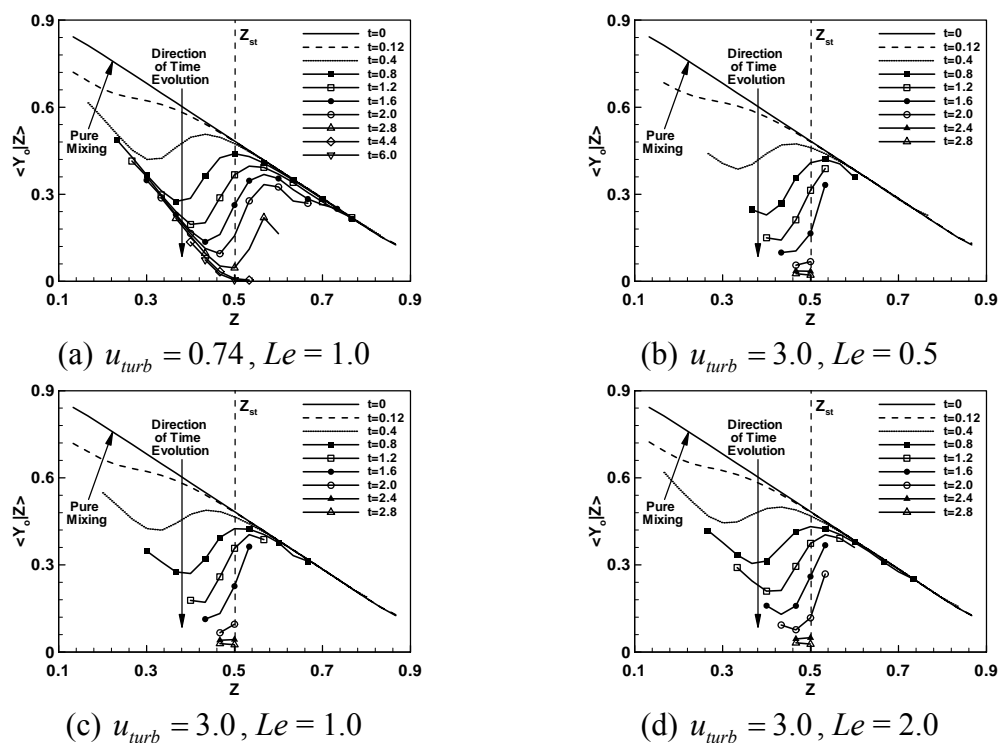 0.9
0.6
0.3
0
<Y₀|Z>
Z_st
Direction
of Time
Evolution
Pure
Mixing
t=0
t=0.12
t=0.4
t=0.8
t=1.2
t=1.6
t=2.0
t=2.8
t=4.4
t=6.0
0.1 0.3 0.5 0.7 0.9
Z
(a) u_turb = 0.74, Le = 1.0
0.9
0.6
0.3
0
<Y₀|Z>
Z_st
Direction
of Time
Evolution
Pure
Mixing
t=0
t=0.12
t=0.4
t=0.8
t=1.2
t=1.6
t=2.0
t=2.4
t=2.8
0.1 0.3 0.5 0.7 0.9
Z
(b) u_turb = 3.0, Le = 0.5
0.9
0.6
0.3
0
<Y₀|Z>
Z_st
Direction
of Time
Evolution
Pure
Mixing
t=0
t=0.12
t=0.4
t=0.8
t=1.2
t=1.6
t=2.0
t=2.4
t=2.8
0.1 0.3 0.5 0.7 0.9
Z
(c) u_turb = 3.0, Le = 1.0
0.9
0.6
0.3
0
<Y₀|Z>
Z_st
Direction
of Time
Evolution
Pure
Mixing
t=0
t=0.12
t=0.4
t=0.8
t=1.2
t=1.6
t=2.0
t=2.4
t=2.8
0.1 0.3 0.5 0.7 0.9
Z
(d) u_turb = 3.0, Le = 2.0